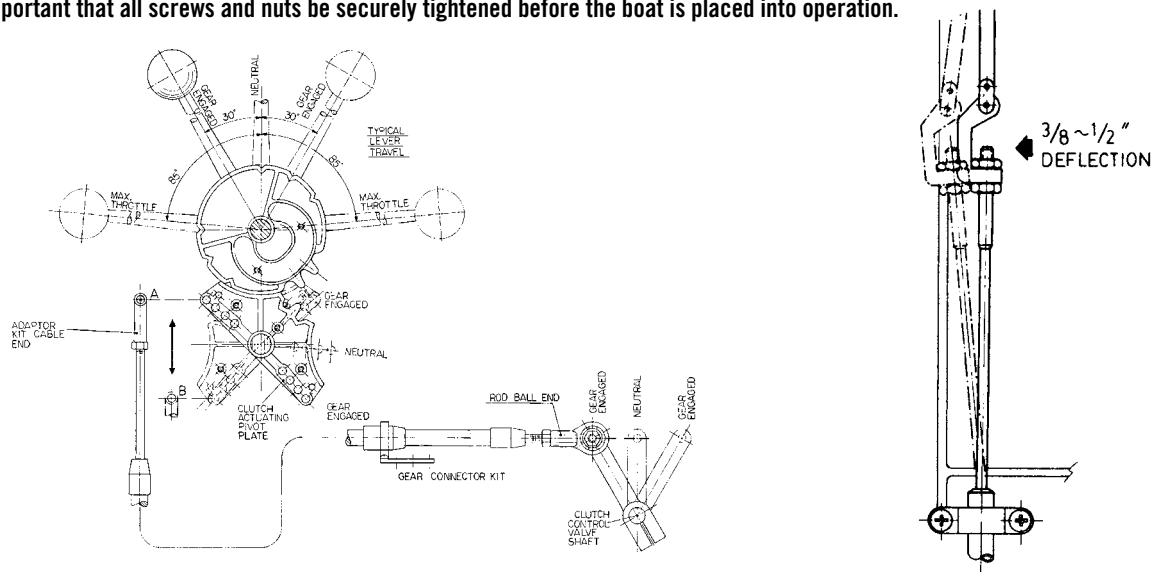 portant that all screws and nuts be securely tightened before the boat is placed into operation.
GEAR
ENGAGED
NEUTRAL
GEAR
ENGAGED
30°
30°
TYPICAL
LEVER
TRAVEL
85°
85°
MAX.
THROTTLE
MAX.
THROTTLE
3/8~1/2"
DEFLECTION
A
GEAR
ENGAGED
ADAPTOR
KIT CABLE
END
NEUTRAL
B
CLUTCH
ACTUATING
PIVOT
PLATE
GEAR
ENGAGED
ROD BALL END
GEAR
ENGAGED
NEUTRAL
GEAR
ENGAGED
GEAR CONNECTOR KIT
CLUTCH
CONTROL
VALVE
SHAFT